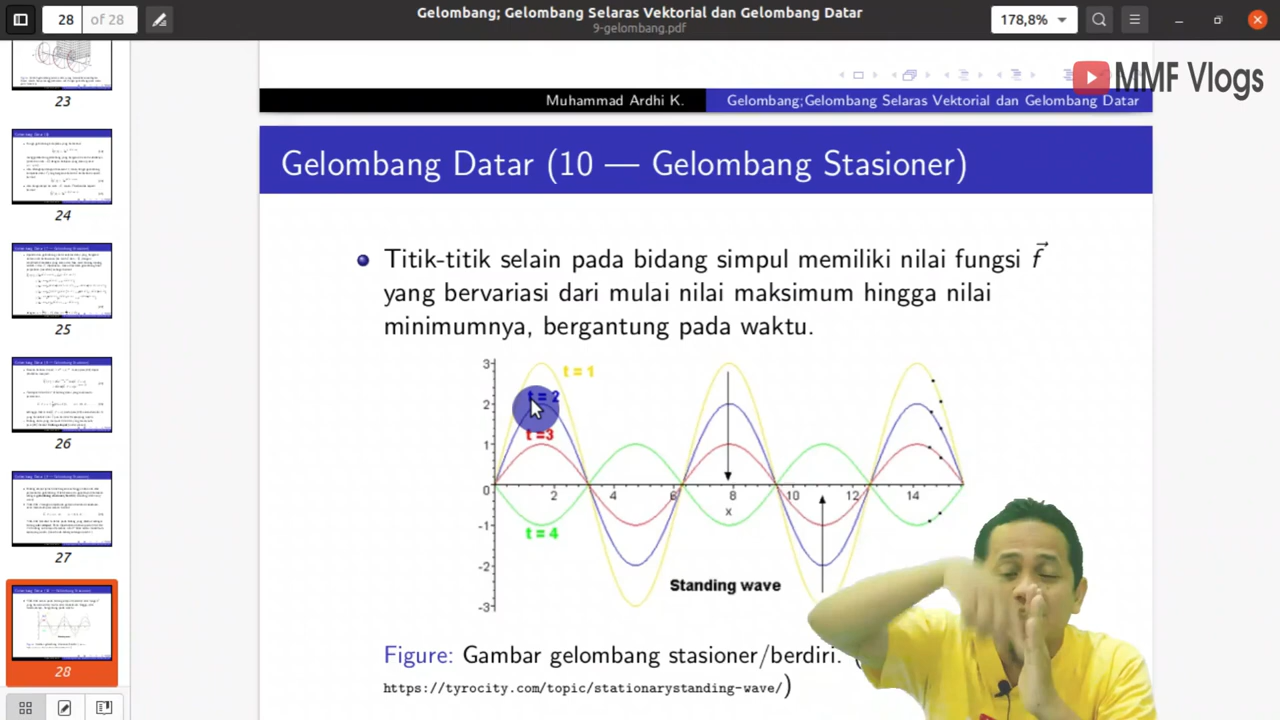 28 of 28
Gelombang; Gelombang Selaras Vektorial dan Gelombang Datar
9-gelombang.pdf
178,8%
MMF Vlogs
Muhammad Ardhi K.
Gelombang;Gelombang Selaras Vektorial dan Gelombang Datar
Gelombang Datar (10 — Gelombang Stasioner)
Titik-titik selain pada bidang simpul memiliki nilai fungsi f⃗
yang bervariasi dari mulai nilai maksimum hingga nilai
minimumnya, bergantung pada waktu.
3
t = 1
2
t = 2
1
t =3
0
2 4 6 8 10 12 14
x
-1
t = 4
-2
Standing wave
-3
Figure: Gambar gelombang stasioner/berdiri. (
https://tyrocity.com/topic/stationarystanding-wave/)
23
24
25
26
27
28